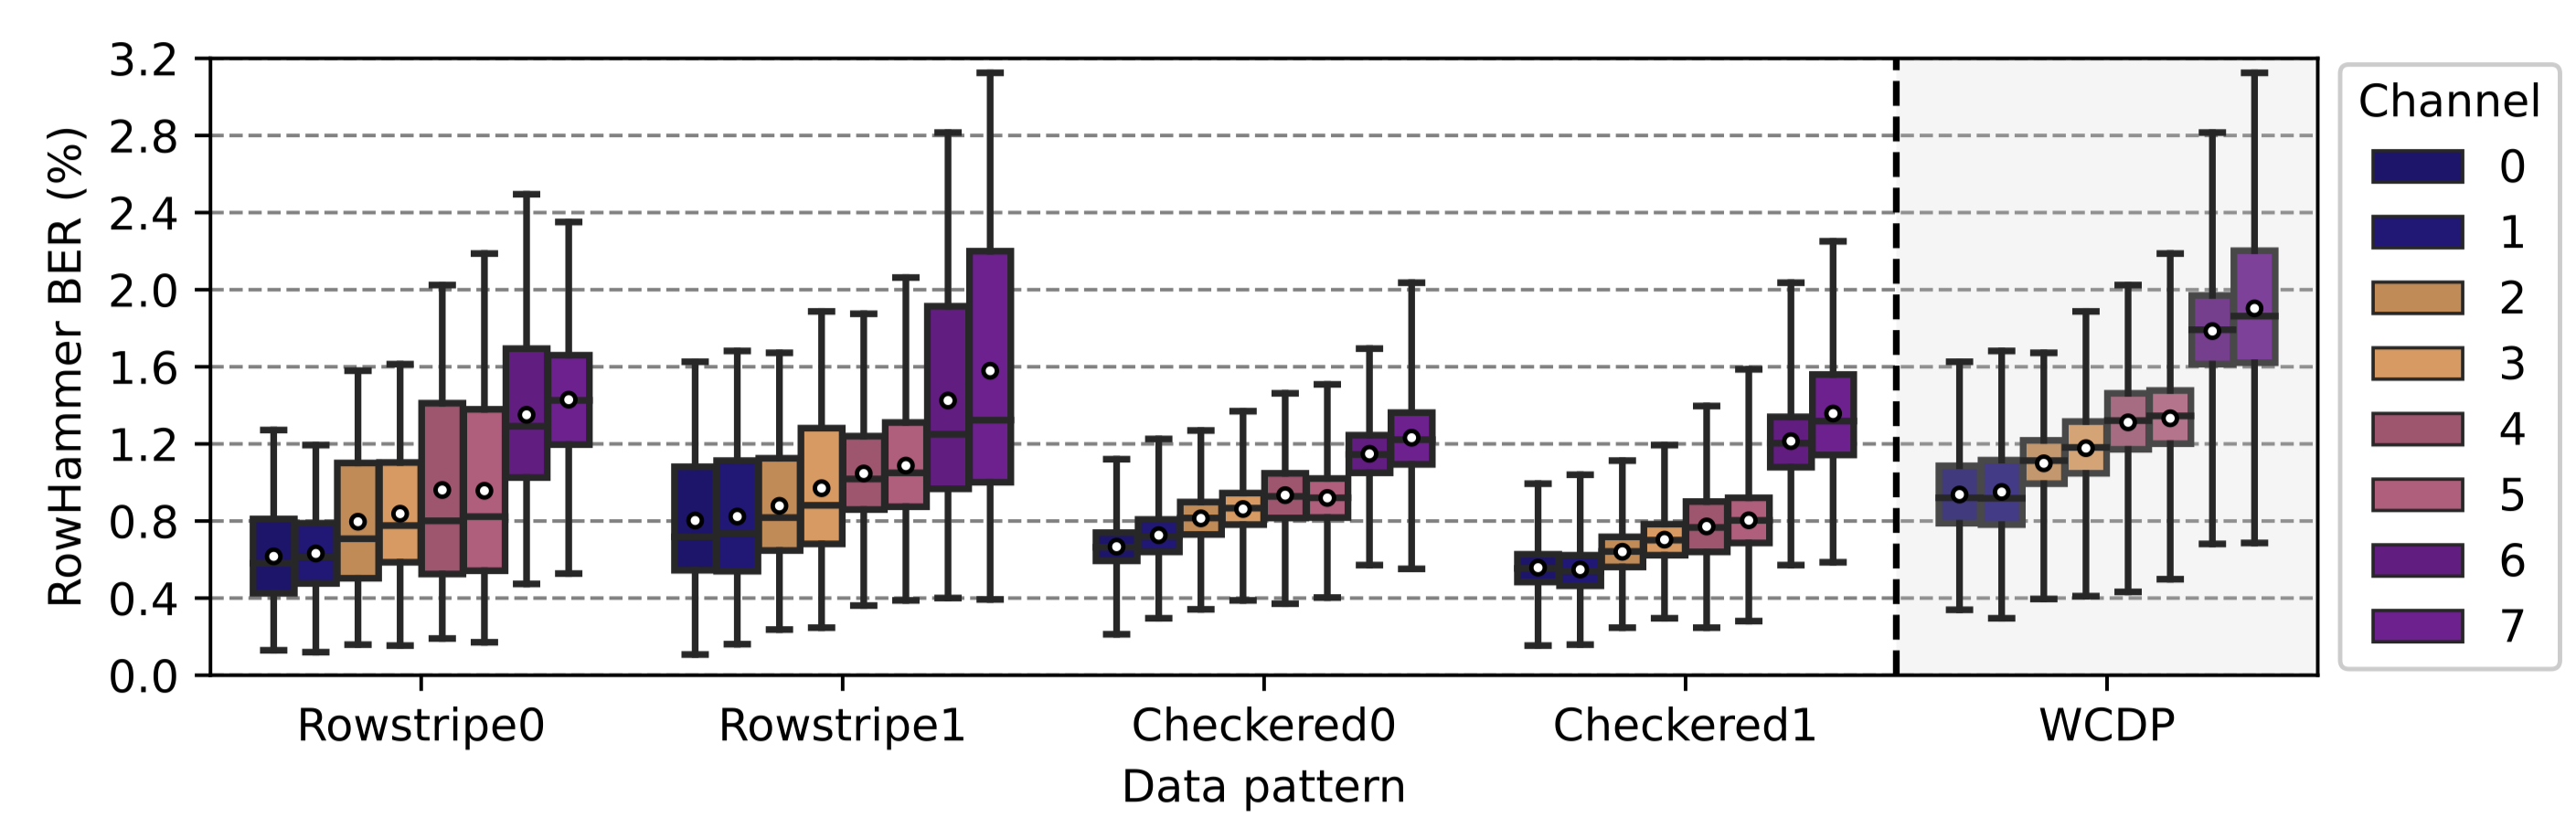 RowHammer BER (%)
3.2
2.8
2.4
2.0
1.6
1.2
0.8
0.4
0.0
Rowstripe0
Rowstripe1
Checkered0
Checkered1
WCDP
Data pattern
Channel
0
1
2
3
4
5
6
7